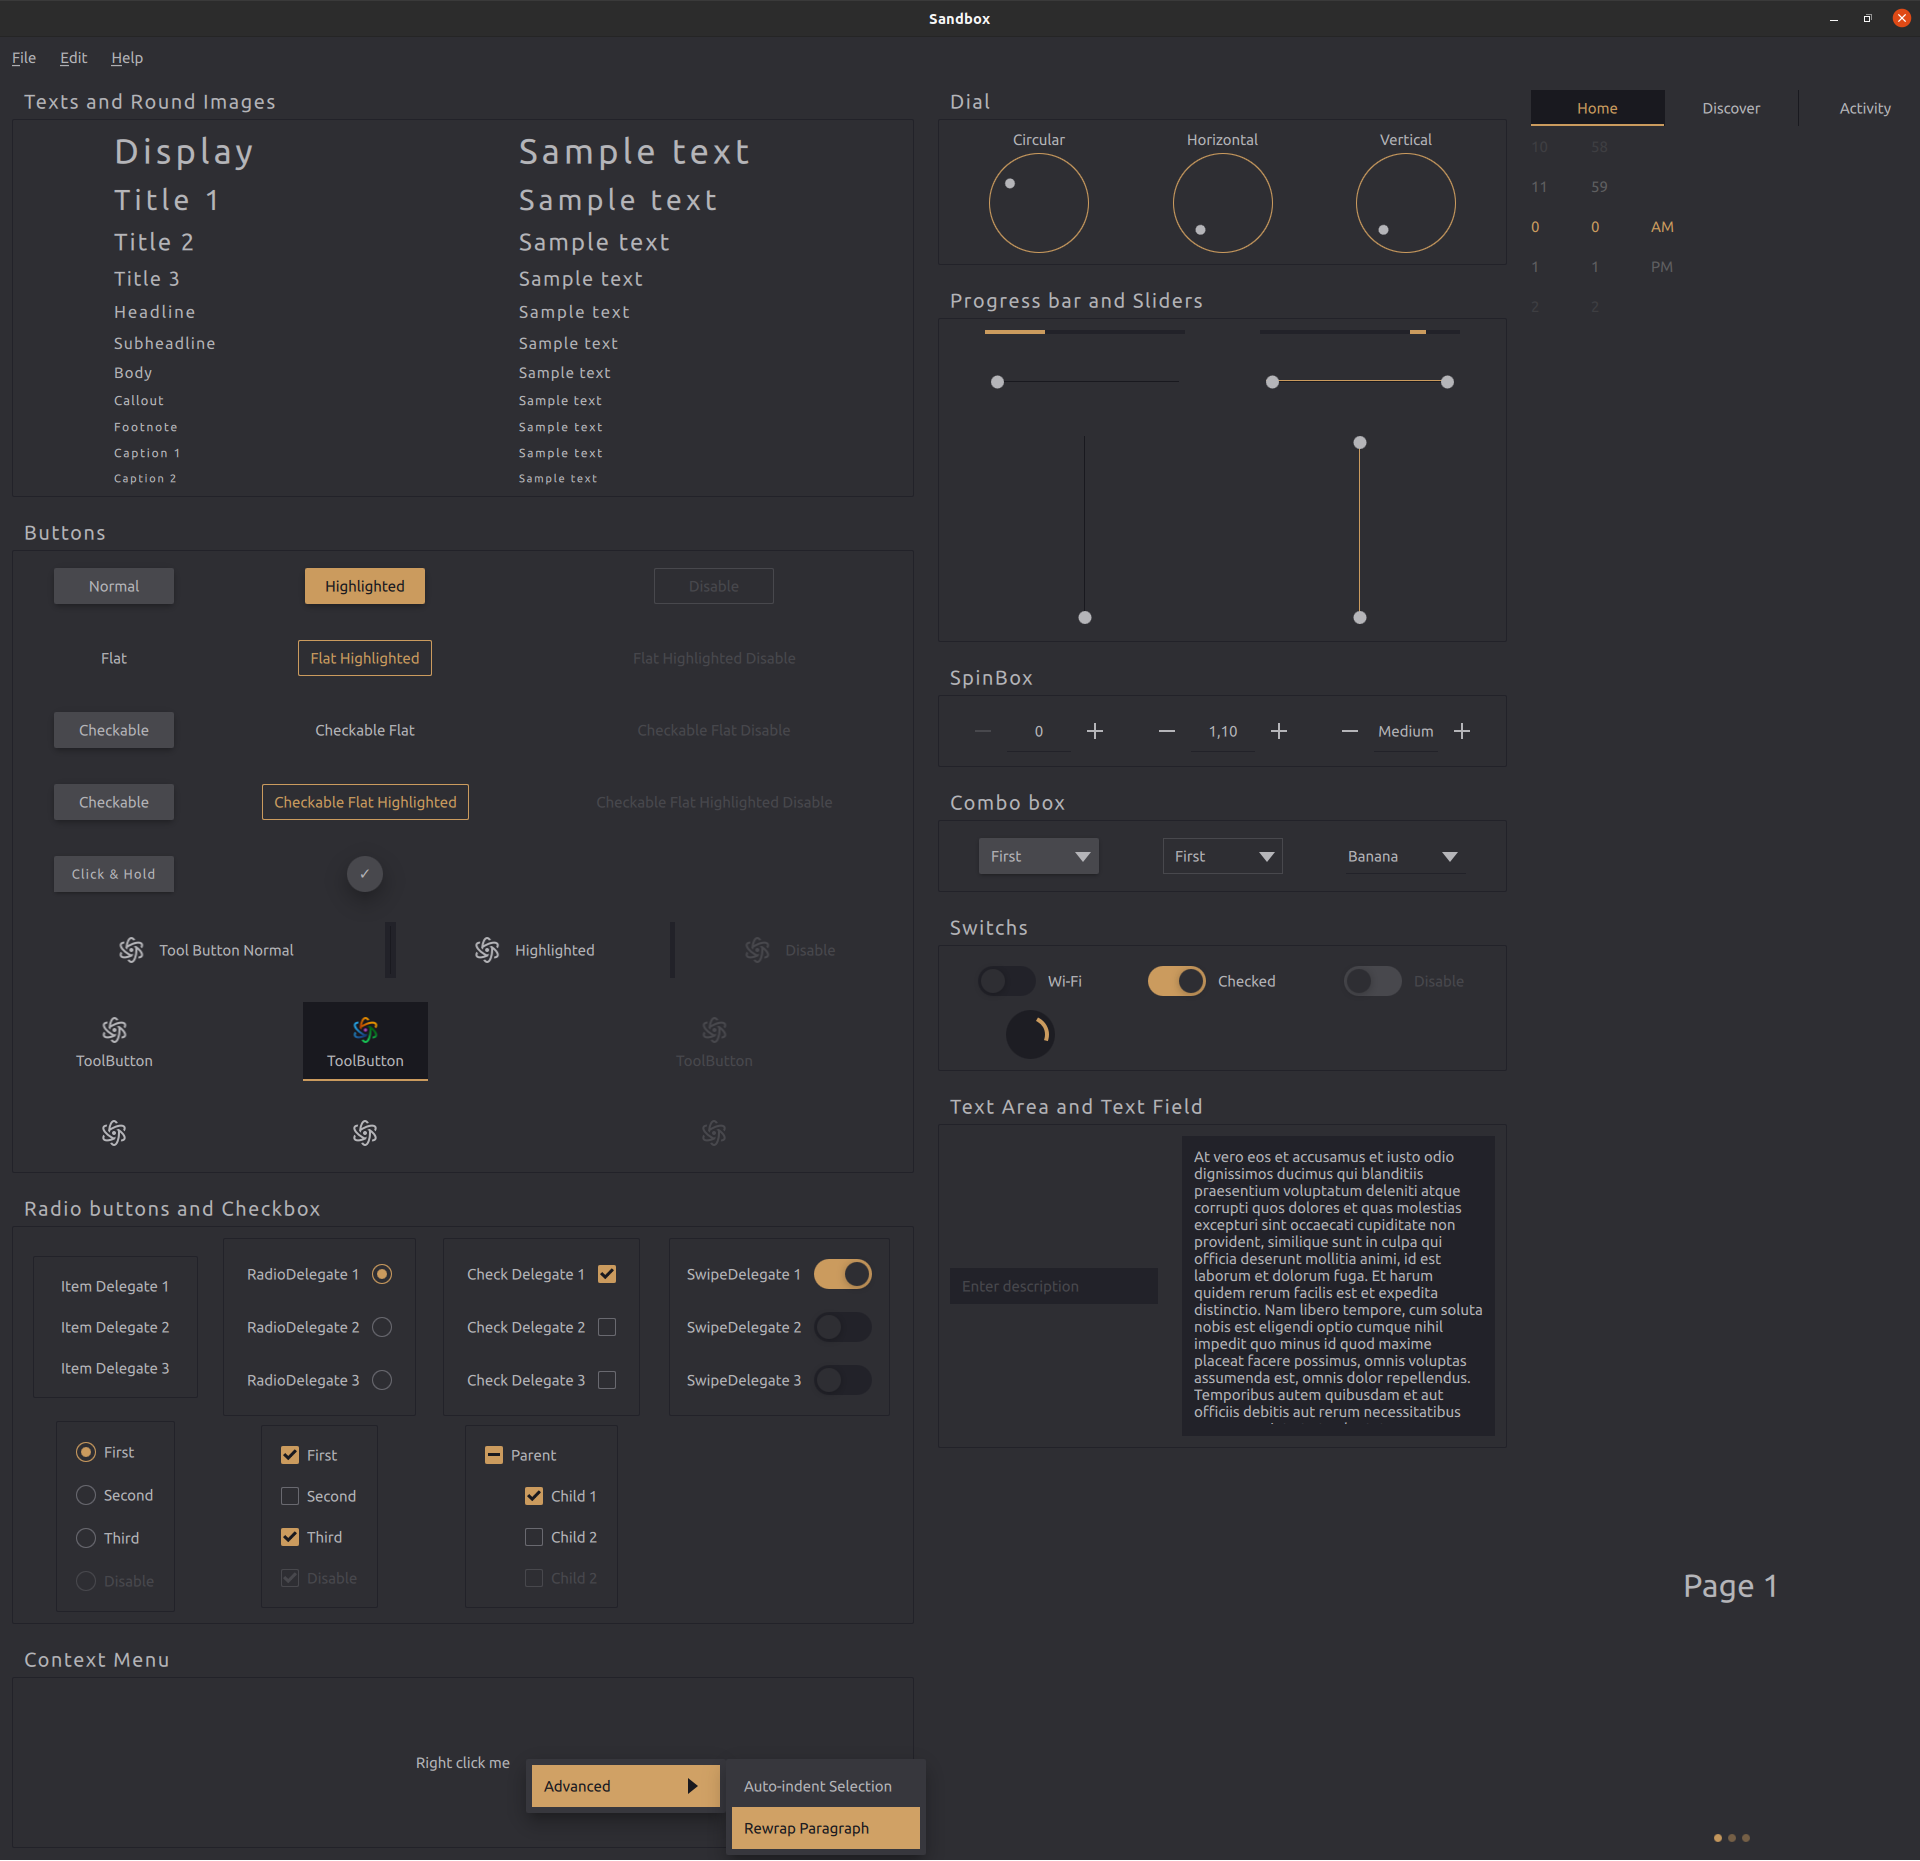 Sandbox
File Edit Help
Texts and Round Images
Display Sample text
Title 1 Sample text
Title 2 Sample text
Title 3 Sample text
Headline Sample text
Subheadline Sample text
Body Sample text
Callout Sample text
Footnote Sample text
Caption 1 Sample text
Caption 2 Sample text
Buttons
Normal Highlighted Disable
Flat Flat Highlighted Flat Highlighted Disable
Checkable Checkable Flat Checkable Flat Disable
Checkable Checkable Flat Highlighted Checkable Flat Highlighted Disable
Click & Hold ✓
Tool Button Normal Highlighted Disable
ToolButton ToolButton ToolButton
Radio buttons and Checkbox
Item Delegate 1
Item Delegate 2
Item Delegate 3
RadioDelegate 1
RadioDelegate 2
RadioDelegate 3
Check Delegate 1
Check Delegate 2
Check Delegate 3
SwipeDelegate 1
SwipeDelegate 2
SwipeDelegate 3
First
Second
Third
Disable
First
Second
Third
Disable
Parent
Child 1
Child 2
Child 2
Context Menu
Right click me
Advanced
Auto-indent Selection
Rewrap Paragraph
Dial
Circular Horizontal Vertical
Progress bar and Sliders
SpinBox
0 1,10 Medium
Combo box
First First Banana
Switchs
Wi-Fi Checked Disable
Text Area and Text Field
Enter description
At vero eos et accusamus et iusto odio
dignissimos ducimus qui blanditiis
praesentium voluptatum deleniti atque
corrupti quos dolores et quas molestias
excepturi sint occaecati cupiditate non
provident, similique sunt in culpa qui
officia deserunt mollitia animi, id est
laborum et dolorum fuga. Et harum
quidem rerum facilis est et expedita
distinctio. Nam libero tempore, cum soluta
nobis est eligendi optio cumque nihil
impedit quo minus id quod maxime
placeat facere possimus, omnis voluptas
assumenda est, omnis dolor repellendus.
Temporibus autem quibusdam et aut
officiis debitis aut rerum necessitatibus
Home Discover Activity
10 58
11 59
0 0 AM
1 1 PM
2 2
Page 1